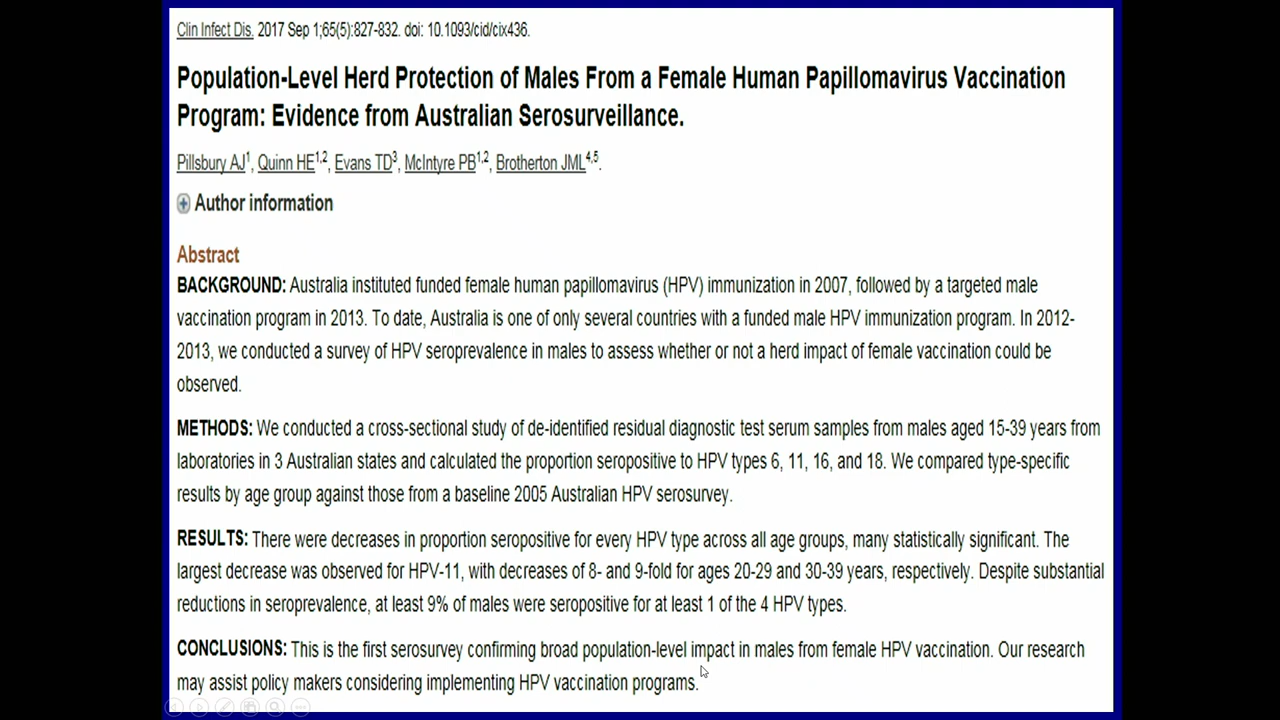 Clin Infect Dis. 2017 Sep 1;65(5):827-832. doi: 10.1093/cid/cix436.
Population-Level Herd Protection of Males From a Female Human Papillomavirus Vaccination
Program: Evidence from Australian Serosurveillance.
Pillsbury AJ1, Quinn HE1,2, Evans TD3, McIntyre PB1,2, Brotherton JML4,5.
Author information
Abstract
BACKGROUND: Australia instituted funded female human papillomavirus (HPV) immunization in 2007, followed by a targeted male
vaccination program in 2013. To date, Australia is one of only several countries with a funded male HPV immunization program. In 2012-
2013, we conducted a survey of HPV seroprevalence in males to assess whether or not a herd impact of female vaccination could be
observed.
METHODS: We conducted a cross-sectional study of de-identified residual diagnostic test serum samples from males aged 15-39 years from
laboratories in 3 Australian states and calculated the proportion seropositive to HPV types 6, 11, 16, and 18. We compared type-specific
results by age group against those from a baseline 2005 Australian HPV serosurvey.
RESULTS: There were decreases in proportion seropositive for every HPV type across all age groups, many statistically significant. The
largest decrease was observed for HPV-11, with decreases of 8- and 9-fold for ages 20-29 and 30-39 years, respectively. Despite substantial
reductions in seroprevalence, at least 9% of males were seropositive for at least 1 of the 4 HPV types.
CONCLUSIONS: This is the first serosurvey confirming broad population-level impact in males from female HPV vaccination. Our research
may assist policy makers considering implementing HPV vaccination programs.